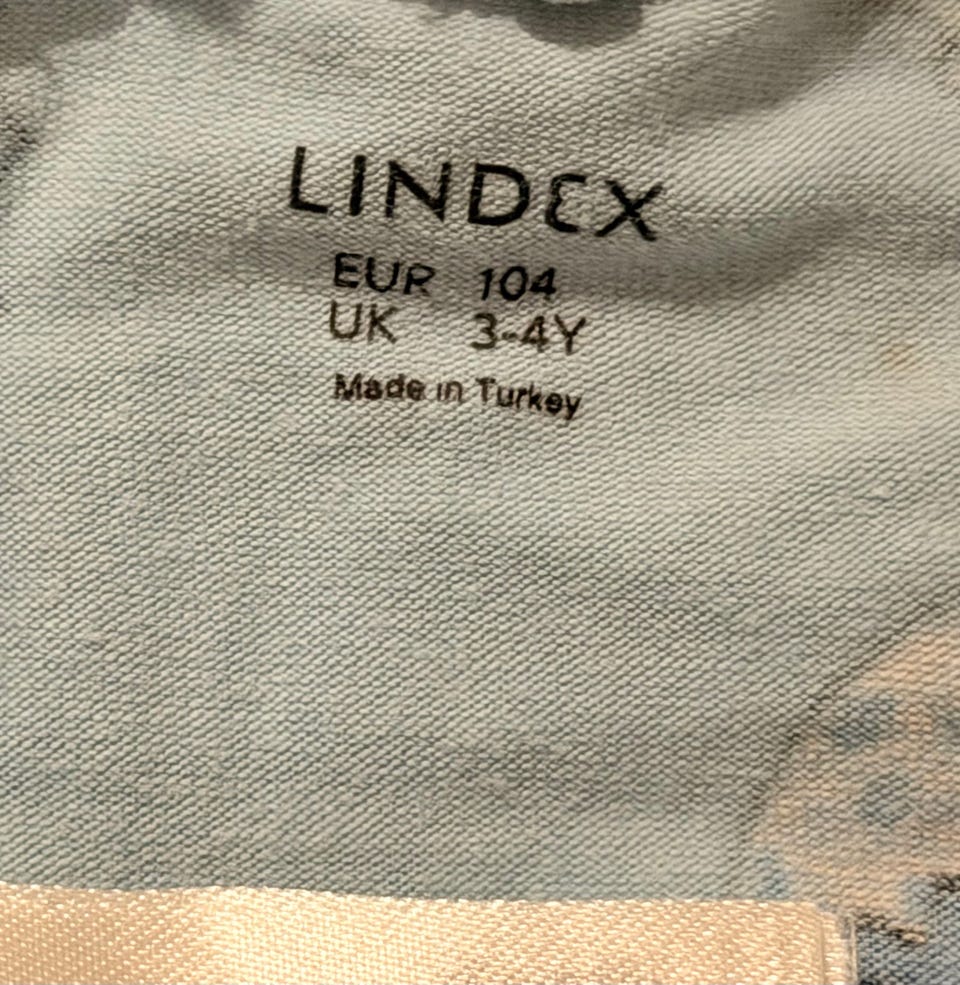 LINDEX
EUR 104
UK 3-4Y
Made in Turkey